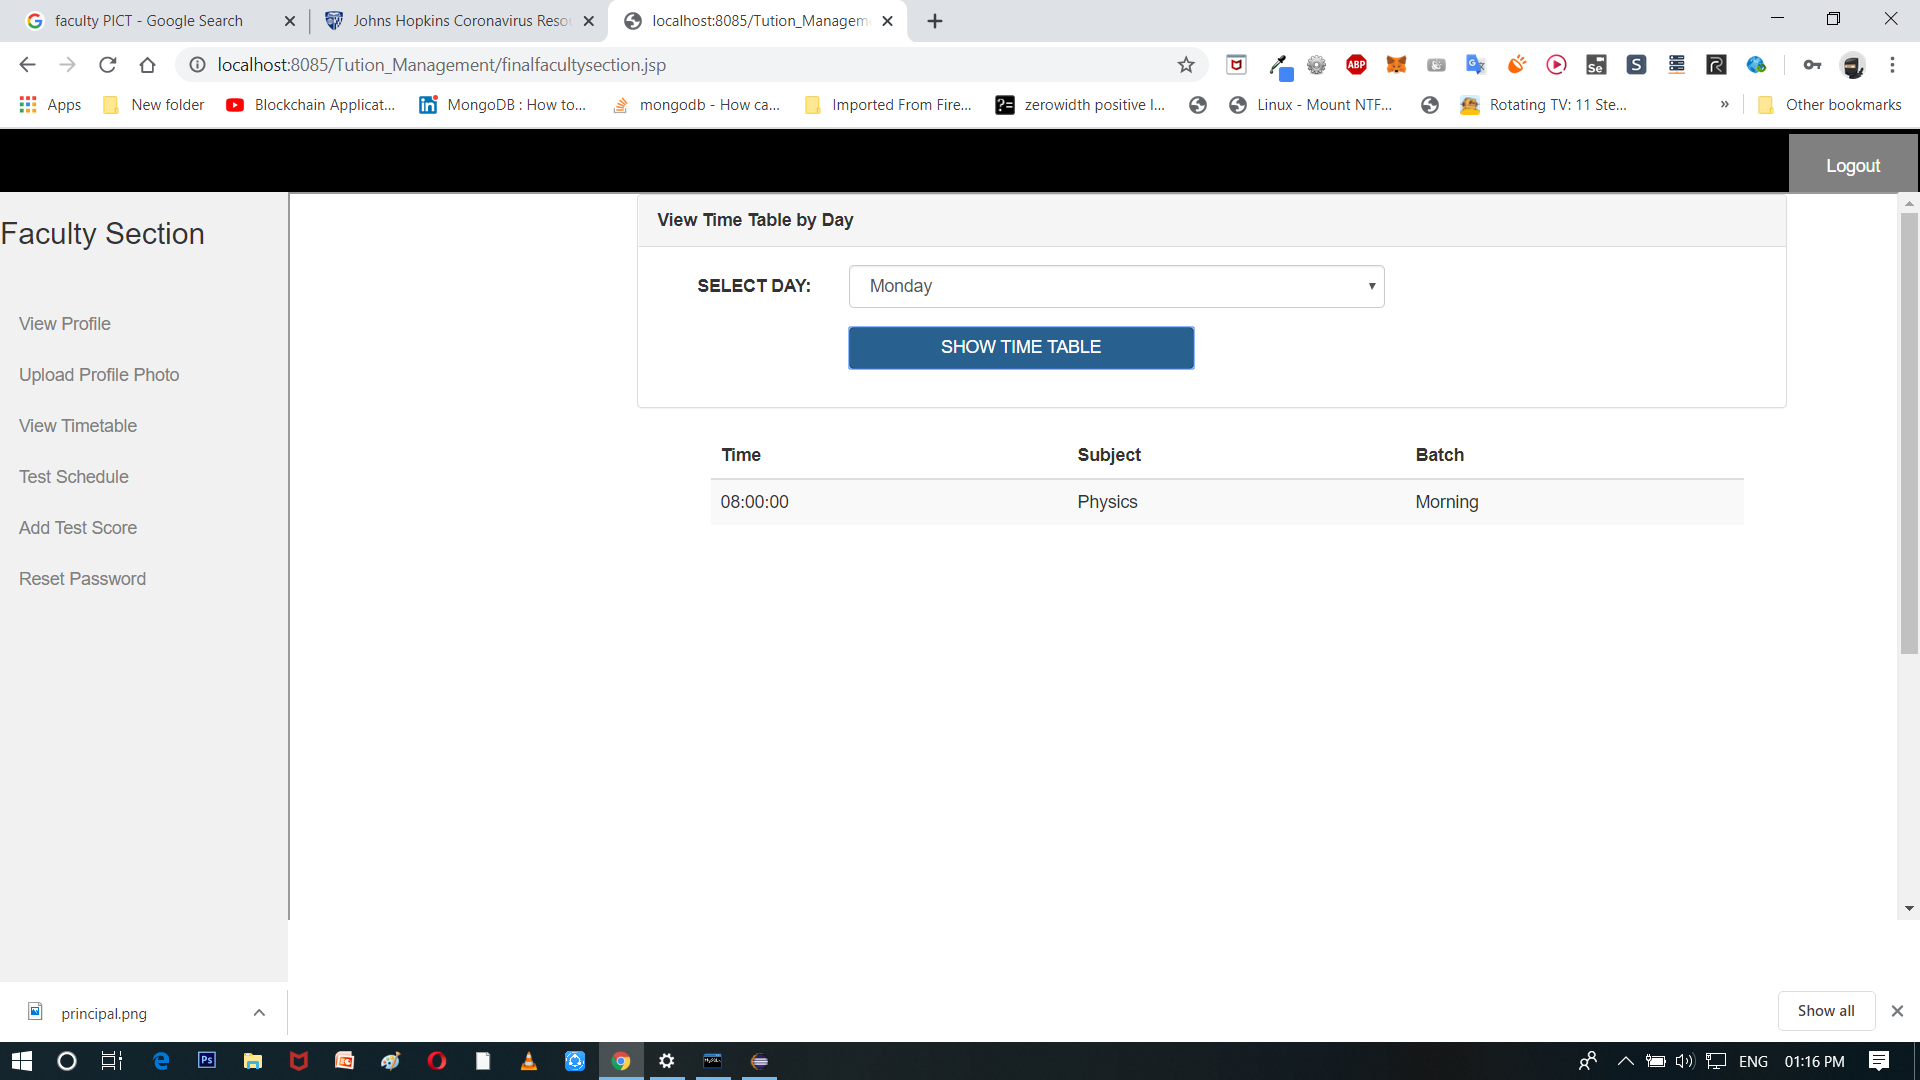 faculty PICT - Google Search
Johns Hopkins Coronavirus Reso
localhost:8085/Tution_Managem
localhost:8085/Tution_Management/finalfacultysection.jsp
Apps
New folder
Blockchain Applicat...
MongoDB : How to...
mongodb - How ca...
Imported From Fire...
zerowidth positive l...
Linux - Mount NTF...
Rotating TV: 11 Ste...
»
Other bookmarks
Logout
Faculty Section
View Profile
Upload Profile Photo
View Timetable
Test Schedule
Add Test Score
Reset Password
View Time Table by Day
SELECT DAY:
Monday
SHOW TIME TABLE
Time Subject Batch
08:00:00 Physics Morning
principal.png
Show all
ENG
01:16 PM